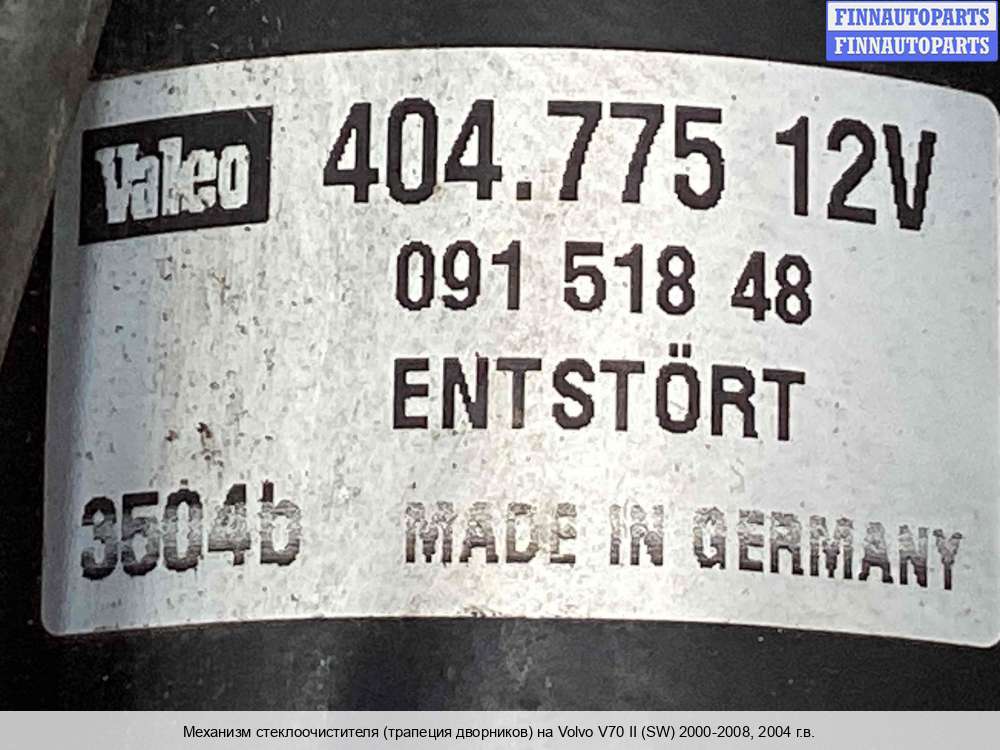 FINNAUTOPARTS
FINNAUTOPARTS
Valeo 404.775 12V
091 518 48
ENTSTÖRT
3504b MADE IN GERMANY
Механизм стеклоочистителя (трапеция дворников) на Volvo V70 II (SW) 2000-2008, 2004 г.в.